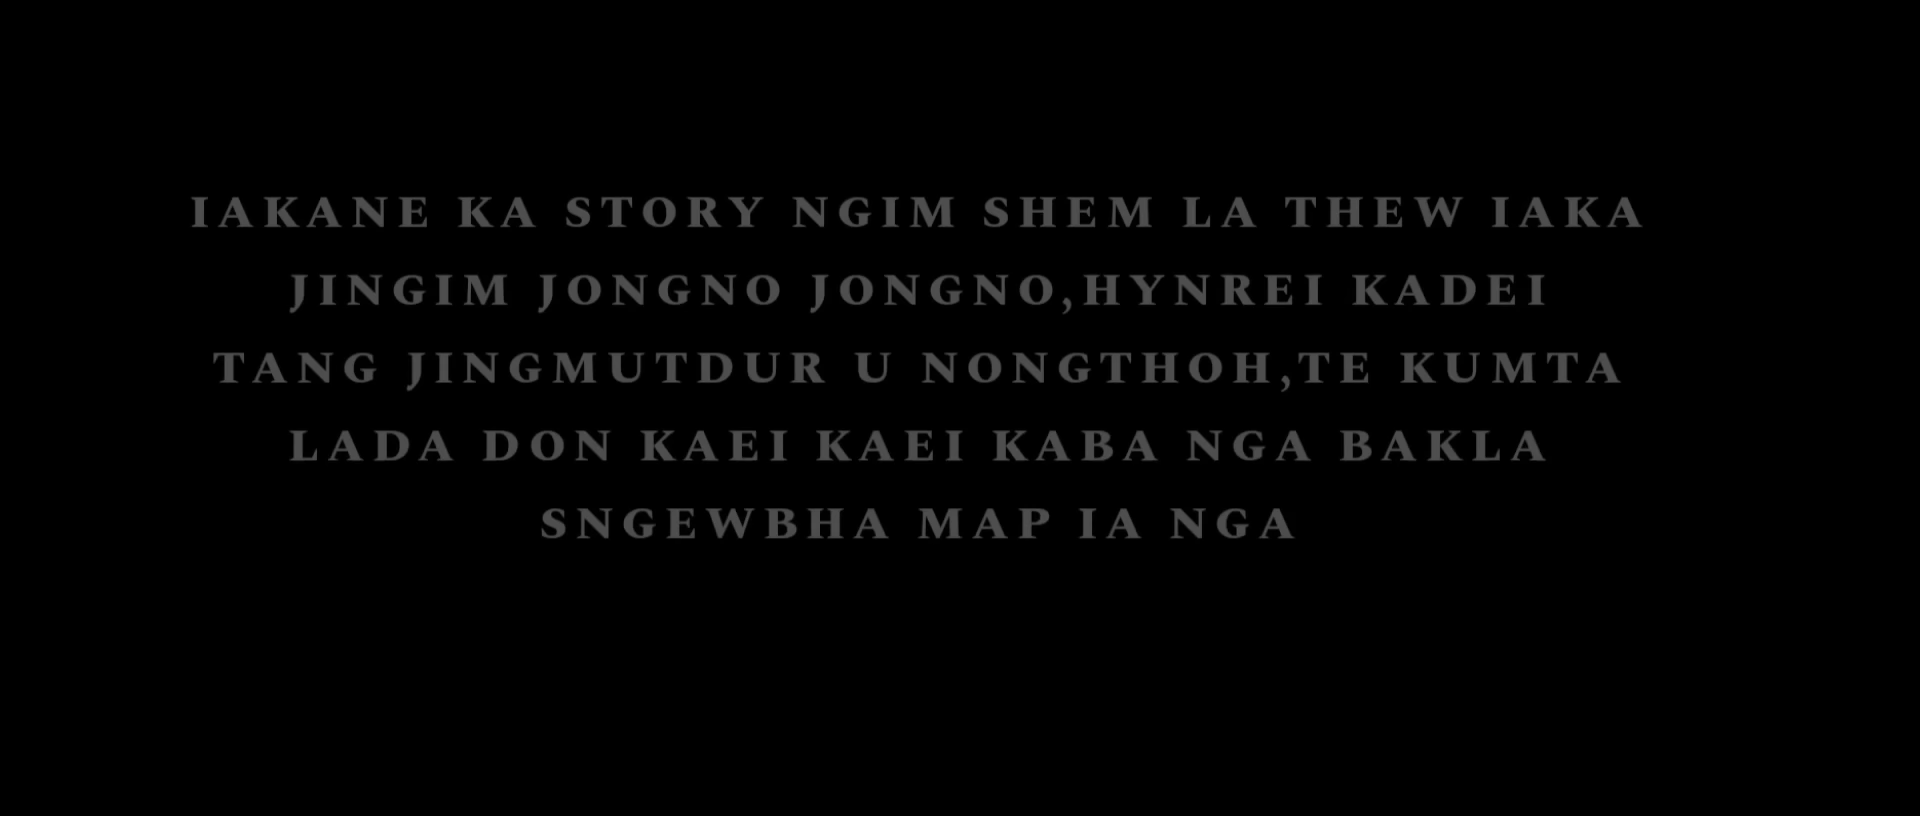 IAKANE KA STORY NGIM SHEM LA THEW IAKA
JINGIM JONGNO JONGNO,HYNREI KADEI
TANG JINGMUTDUR U NONGTHOH,TE KUMTA
LADA DON KAEI KAEI KABA NGA BAKLA
SNGEWBHA MAP IA NGA